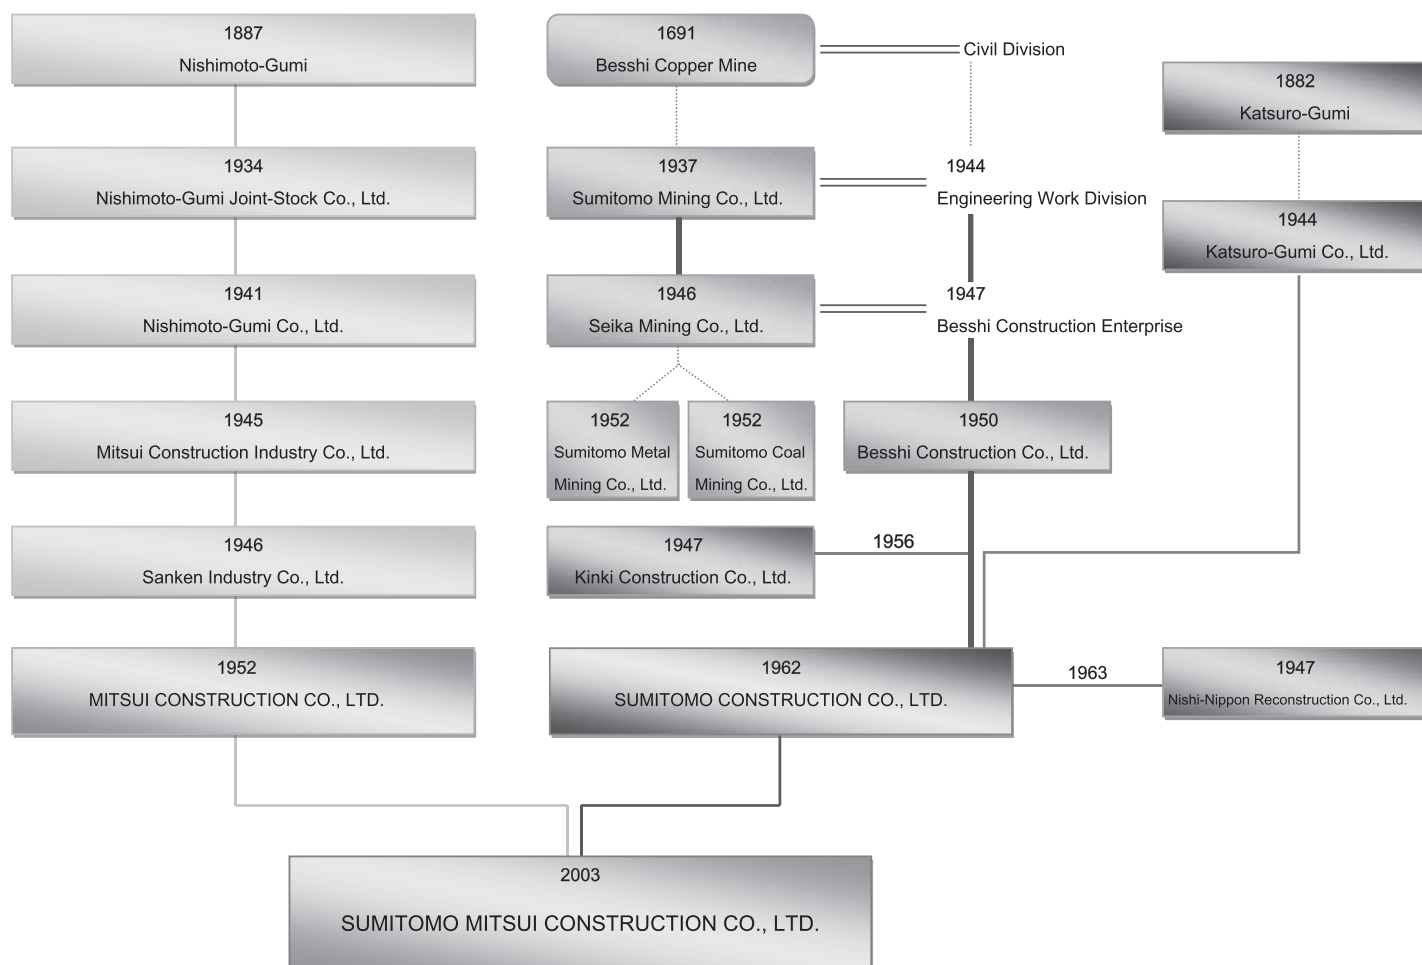 1887
Nishimoto-Gumi
1691
Besshi Copper Mine
Civil Division
1882
Katsuro-Gumi
1934
Nishimoto-Gumi Joint-Stock Co., Ltd.
1937
Sumitomo Mining Co., Ltd.
1944
Engineering Work Division
1944
Katsuro-Gumi Co., Ltd.
1941
Nishimoto-Gumi Co., Ltd.
1946
Seika Mining Co., Ltd.
1947
Besshi Construction Enterprise
1945
Mitsui Construction Industry Co., Ltd.
1952
Sumitomo Metal
Mining Co., Ltd.
1952
Sumitomo Coal
Mining Co., Ltd.
1950
Besshi Construction Co., Ltd.
1946
Sanken Industry Co., Ltd.
1947
Kinki Construction Co., Ltd.
1956
1952
MITSUI CONSTRUCTION CO., LTD.
1962
SUMITOMO CONSTRUCTION CO., LTD.
1963
1947
Nishi-Nippon Reconstruction Co., Ltd.
2003
SUMITOMO MITSUI CONSTRUCTION CO., LTD.